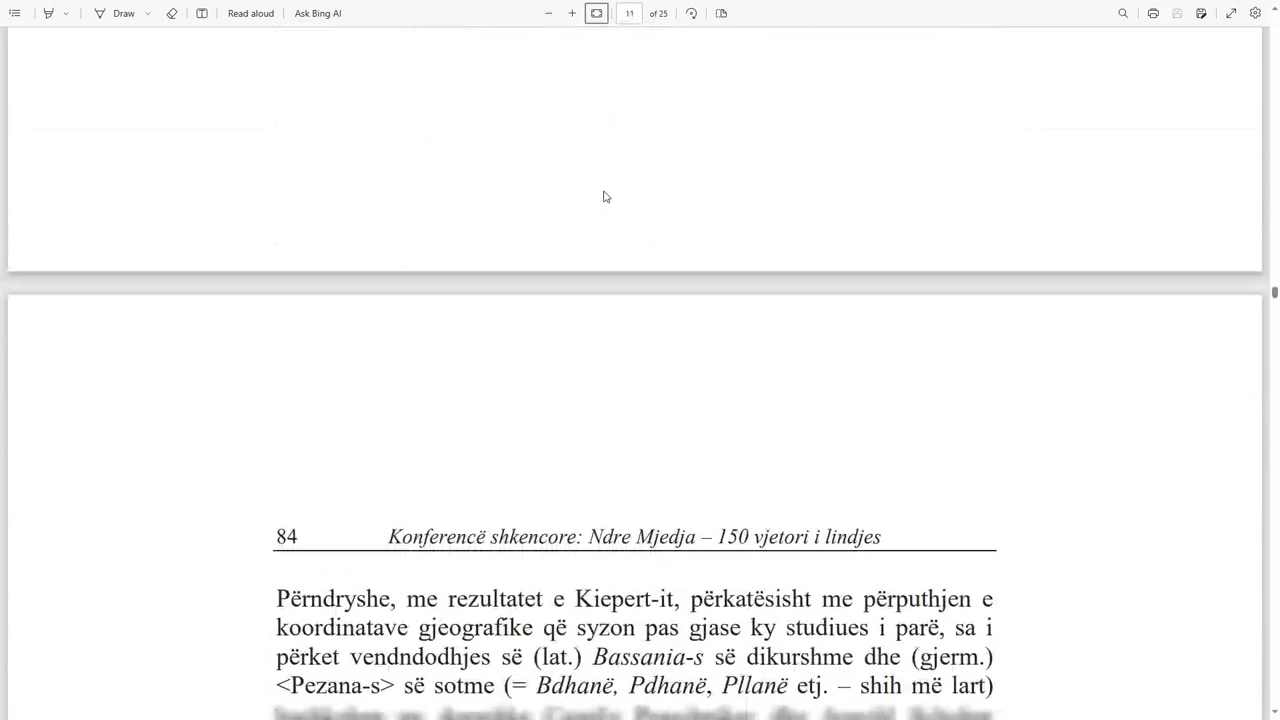 Draw
Read aloud
Ask Bing AI
11 of 25
84 Konferencë shkencore: Ndre Mjedja – 150 vjetori i lindjes
Përndryshe, me rezultatet e Kiepert-it, përkatësisht me përputhjen e
koordinatave gjeografike që syzon pas gjase ky studiues i parë, sa i
përket vendndodhjes së (lat.) Bassania-s së dikurshme dhe (gjerm.)
<Pezana-s> së sotme (= Bdhanë, Pdhanë, Pllanë etj. – shih më lart)